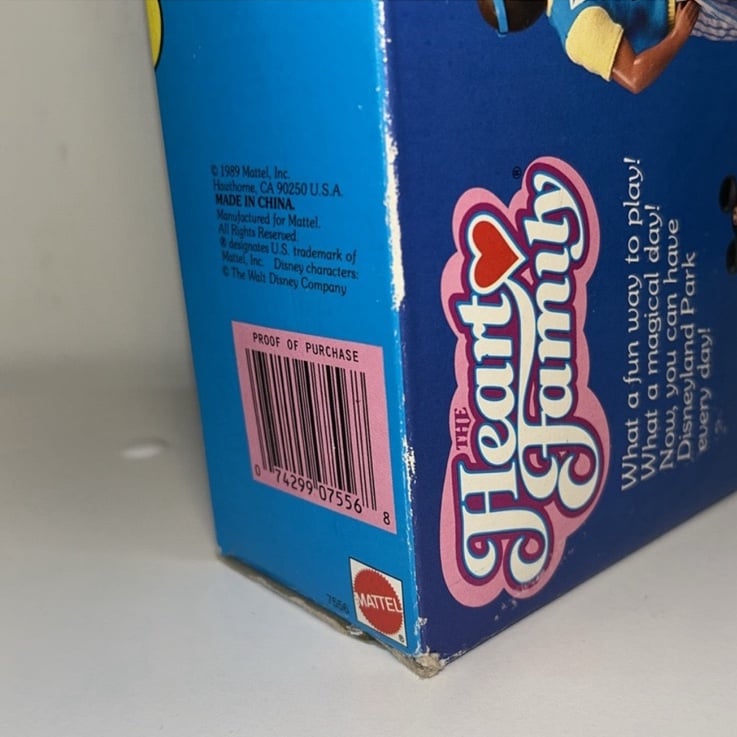 © 1989 Mattel, Inc.
Hawthorne, CA 90250 U.S.A.
MADE IN CHINA.
Manufactured for Mattel.
All Rights Reserved.
® designates U.S. trademark of
Mattel, Inc. Disney characters:
© The Walt Disney Company
PROOF OF PURCHASE
0 74299 07556 8
7556
MATTEL
®
THE
Heart
Family
®
What a fun way to play!
What a magical day!
Now, you can have
Disneyland Park
every day!